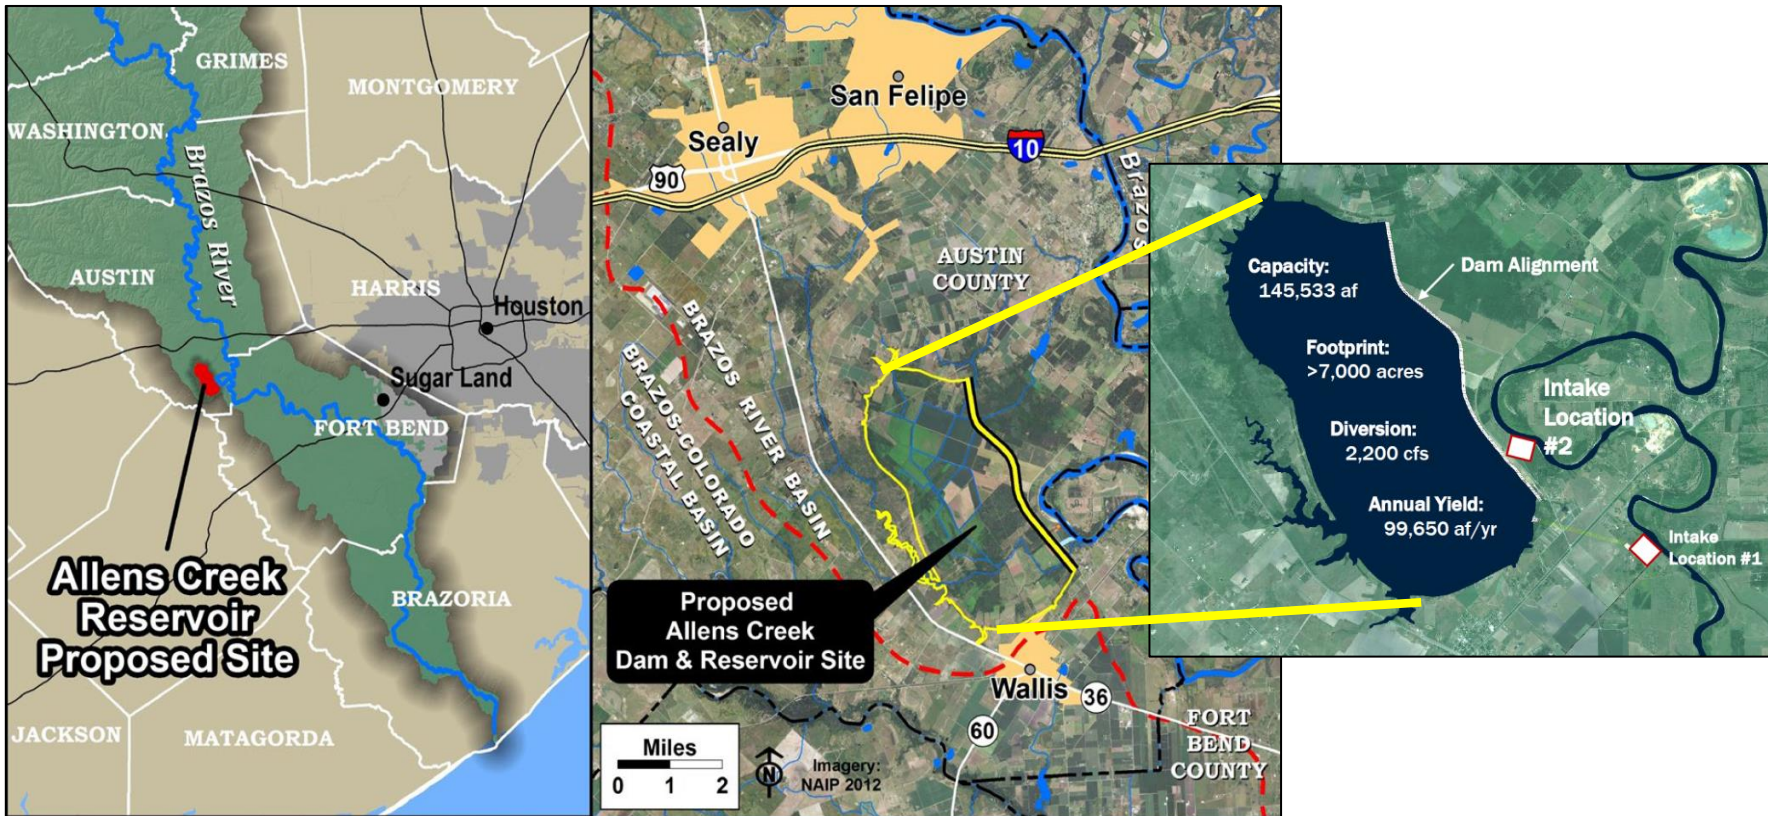 GRIMES
MONTGOMERY
WASHINGTON
Brazos River
AUSTIN
HARRIS
Houston
Sugar Land
FORT BEND
Allens Creek
Reservoir
Proposed Site
BRAZORIA
JACKSON
MATAGORDA
San Felipe
Sealy
10
90
Brazos
AUSTIN
COUNTY
BRAZOS RIVER BASIN
BRAZOS-COLORADO
COASTAL BASIN
Proposed
Allens Creek
Dam & Reservoir Site
Wallis
36
60
FORT
BEND
COUNTY
Miles
0 1 2
N
Imagery:
NAIP 2012
Capacity:
145,533 af
Dam Alignment
Footprint:
>7,000 acres
Intake
Location
#2
Diversion:
2,200 cfs
Annual Yield:
99,650 af/yr
Intake
Location #1